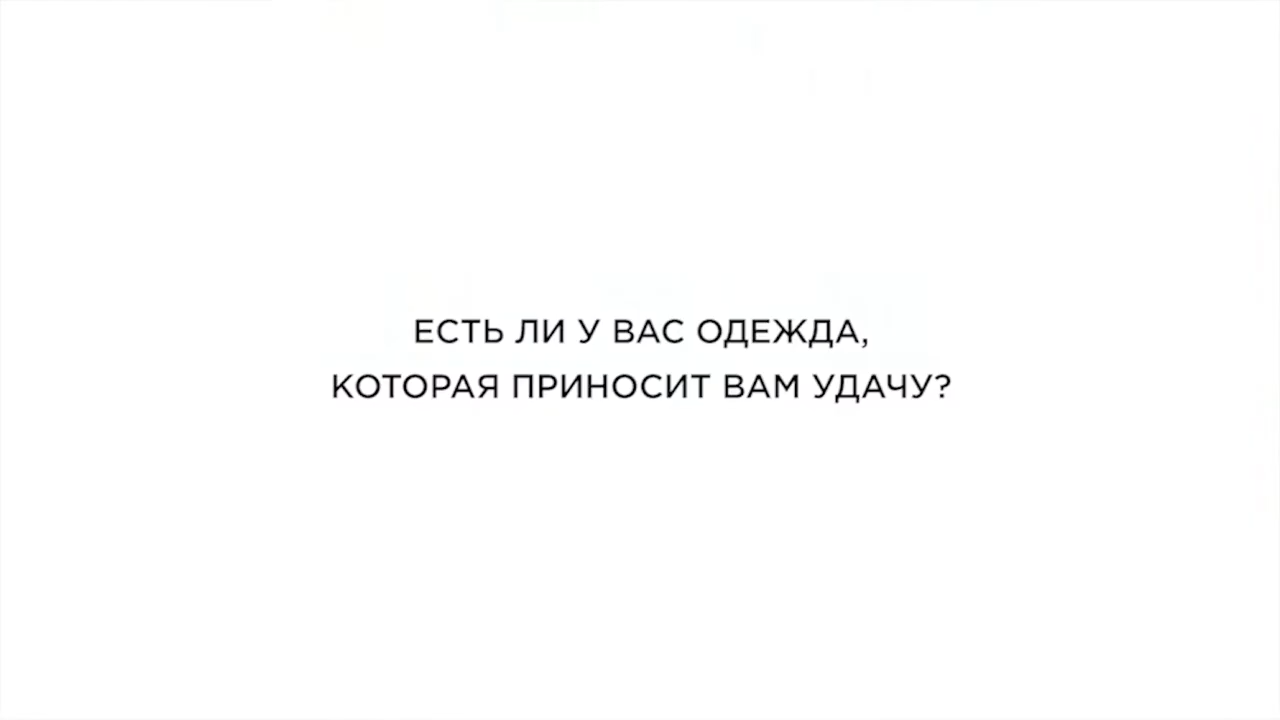 ЕСТЬ ЛИ У ВАС ОДЕЖДА,
КОТОРАЯ ПРИНОСИТ ВАМ УДАЧУ?